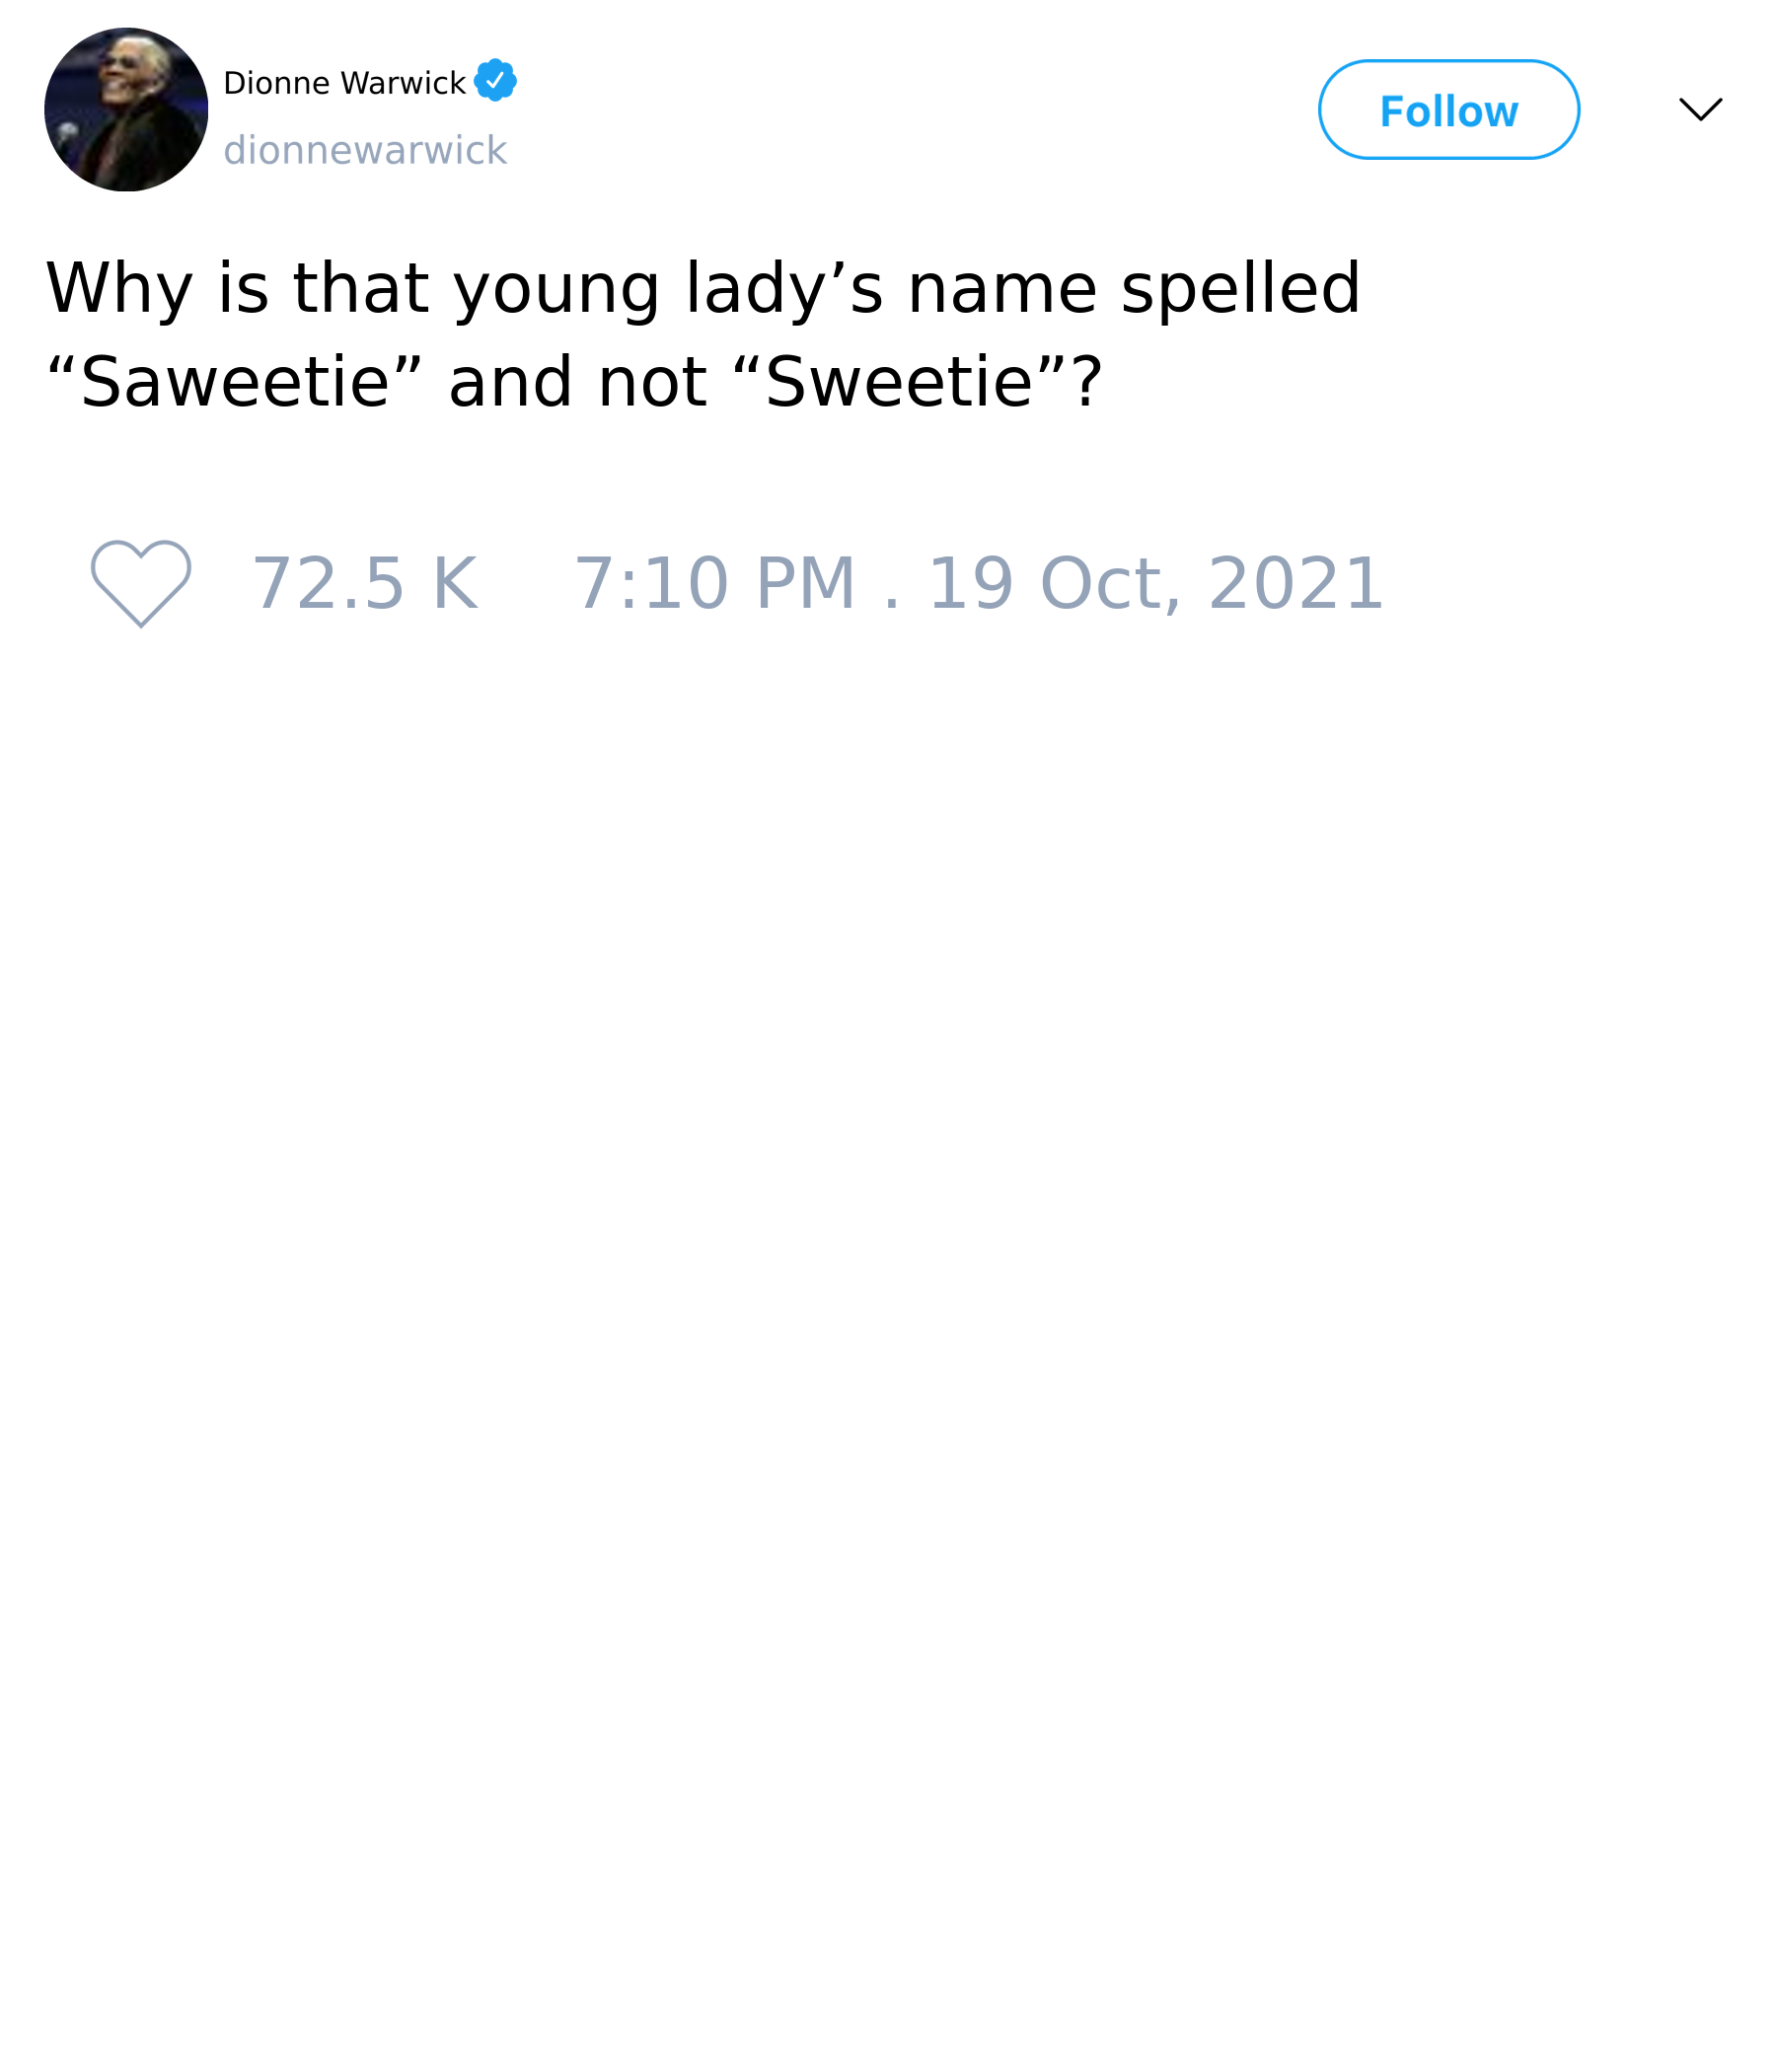 Dionne Warwick
dionnewarwick
Follow
Why is that young lady’s name spelled
“Saweetie” and not “Sweetie”?
72.5 K 7:10 PM . 19 Oct, 2021